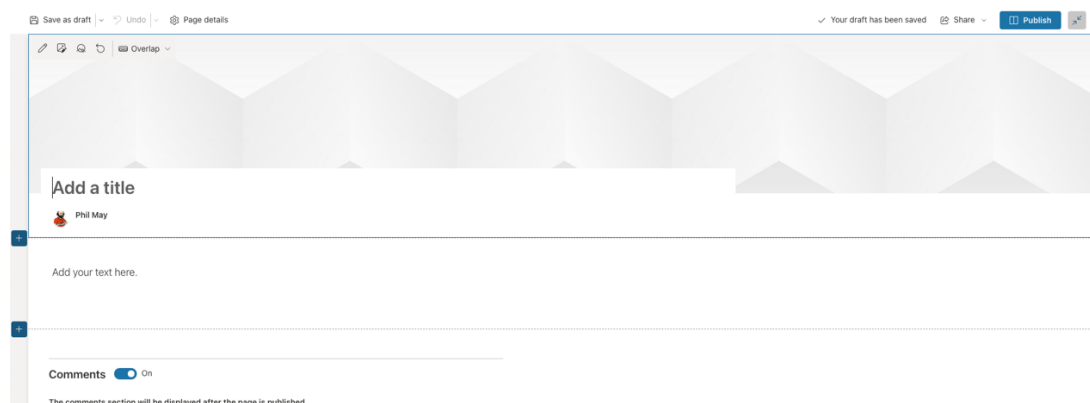 Save as draft Undo Page details Your draft has been saved Share Publish
Overlap
Add a title
Phil May
Add your text here.
Comments On
The comments section will be displayed after the page is published.